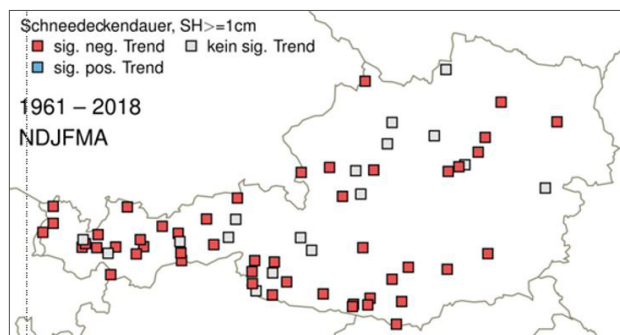 Schneedeckendauer, SH>=1cm
sig. neg. Trend kein sig. Trend
sig. pos. Trend
1961 – 2018
NDJFMA